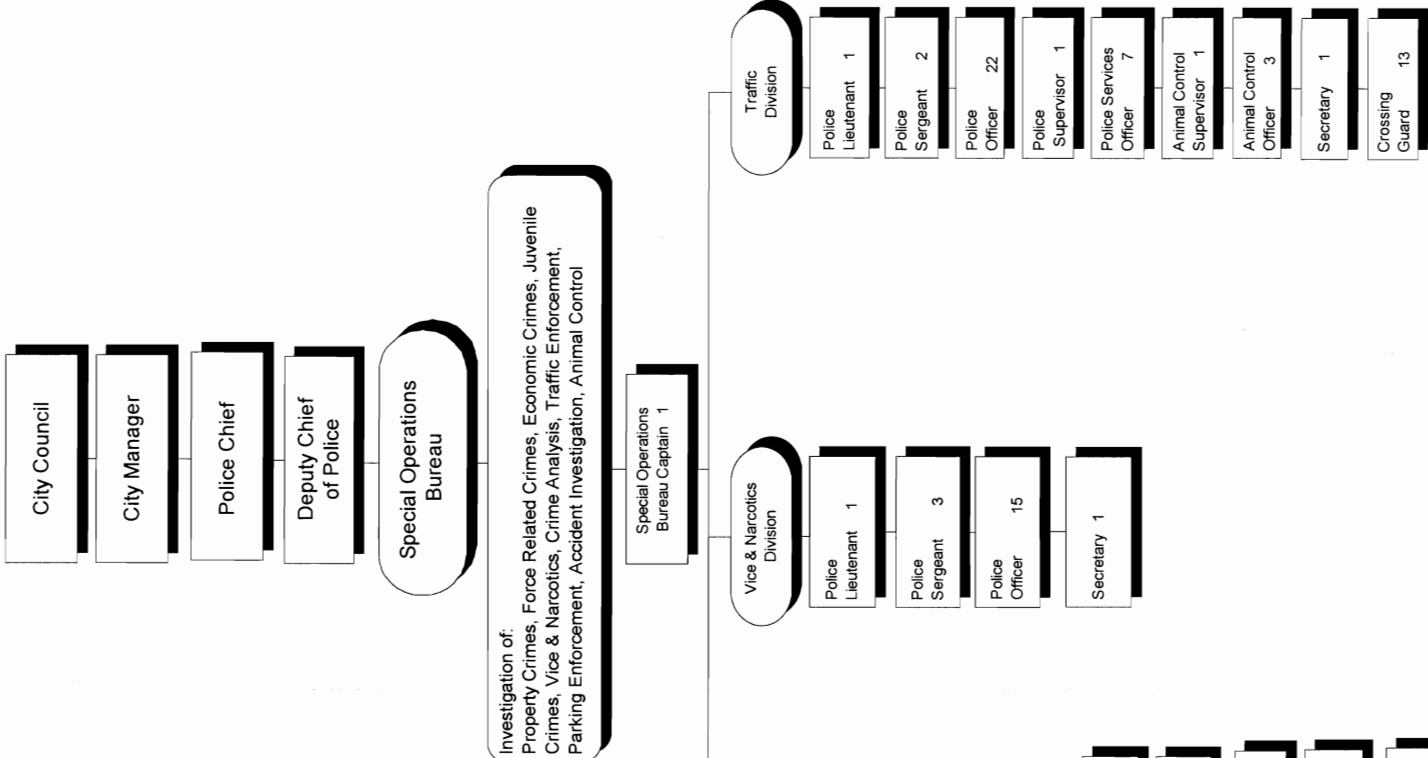 City Council
City Manager
Police Chief
Deputy Chief
of Police
Special Operations
Bureau
Investigation of:
Property Crimes, Force Related Crimes, Economic Crimes, Juvenile
Crimes, Vice & Narcotics, Crime Analysis, Traffic Enforcement,
Parking Enforcement, Accident Investigation, Animal Control
Special Operations
Bureau Captain 1
Vice & Narcotics
Division
Police
Lieutenant 1
Police
Sergeant 3
Police
Officer 15
Secretary 1
Traffic
Division
Police
Lieutenant 1
Police
Sergeant 2
Police
Officer 22
Police
Supervisor 1
Police Services
Officer 7
Animal Control
Supervisor 1
Animal Control
Officer 3
Secretary 1
Crossing
Guard 13